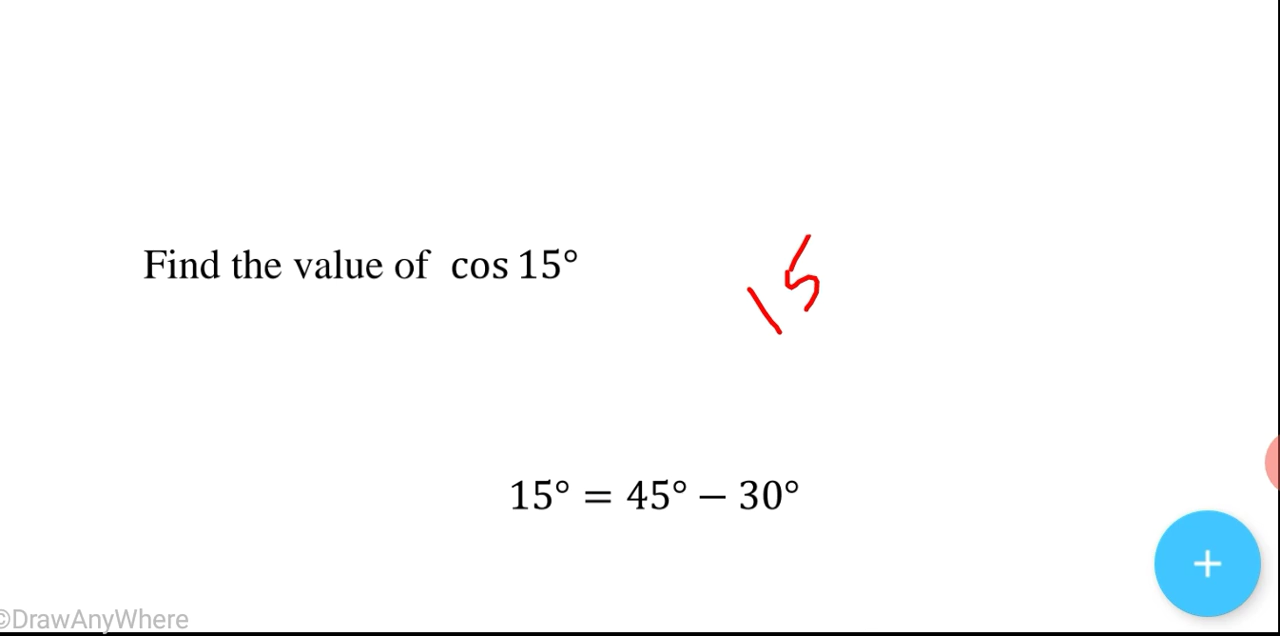 Find the value of cos 15°
15
15° = 45° – 30°
+
©DrawAnyWhere